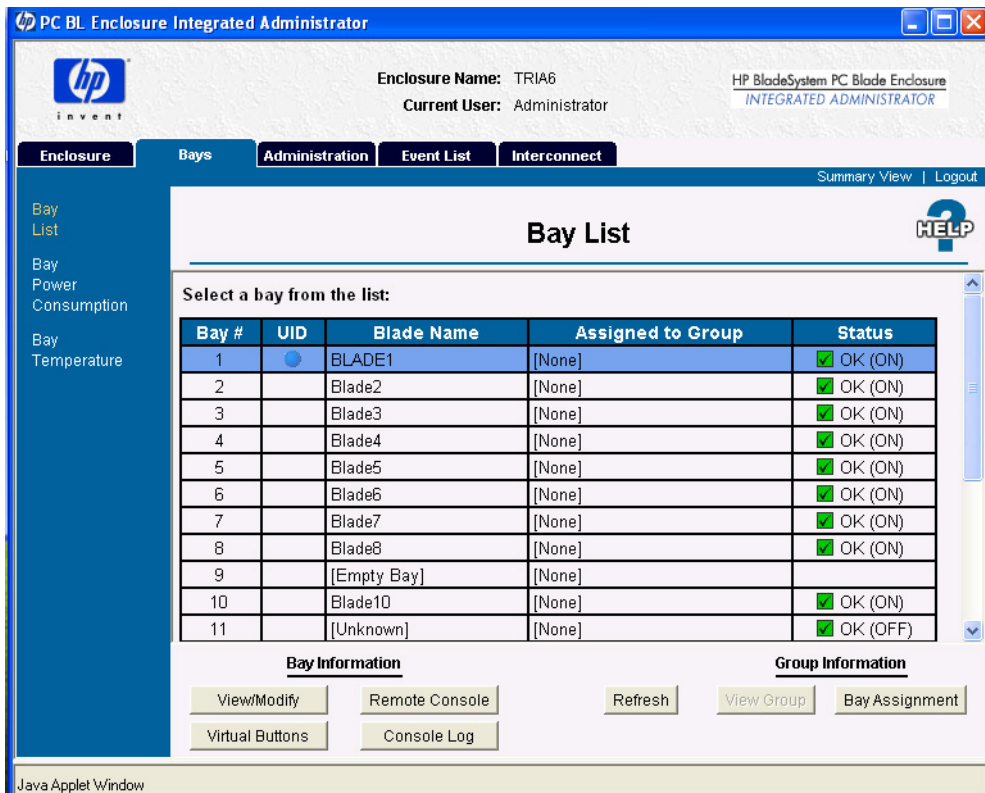 PC BL Enclosure Integrated Administrator
hp
invent
Enclosure Name: TRIA6
Current User: Administrator
HP BladeSystem PC Blade Enclosure
INTEGRATED ADMINISTRATOR
Enclosure Bays Administration Event List Interconnect
Summary View | Logout
Bay
List
Bay
Power
Consumption
Bay
Temperature
Bay List
HELP
?
Select a bay from the list:
Bay # UID Blade Name Assigned to Group Status
1 BLADE1 [None] OK (ON)
2 Blade2 [None] OK (ON)
3 Blade3 [None] OK (ON)
4 Blade4 [None] OK (ON)
5 Blade5 [None] OK (ON)
6 Blade6 [None] OK (ON)
7 Blade7 [None] OK (ON)
8 Blade8 [None] OK (ON)
9 [Empty Bay] [None]
10 Blade10 [None] OK (ON)
11 [Unknown] [None] OK (OFF)
Bay Information Group Information
View/Modify Remote Console Refresh View Group Bay Assignment
Virtual Buttons Console Log
Java Applet Window